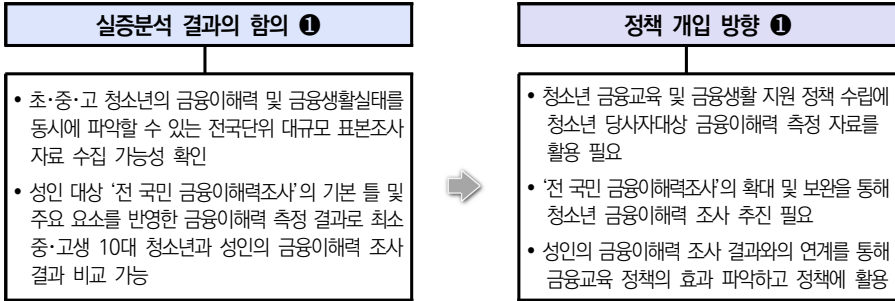 실증분석 결과의 함의 ❶
• 초･중･고 청소년의 금융이해력 및 금융생활실태를
동시에 파악할 수 있는 전국단위 대규모 표본조사
자료 수집 가능성 확인
• 성인 대상 ‘전 국민 금융이해력조사’의 기본 틀 및
주요 요소를 반영한 금융이해력 측정 결과로 최소
중･고생 10대 청소년과 성인의 금융이해력 조사
결과 비교 가능
정책 개입 방향 ❶
• 청소년 금융교육 및 금융생활 지원 정책 수립에
청소년 당사자대상 금융이해력 측정 자료를
활용 필요
• ‘전 국민 금융이해력조사’의 확대 및 보완을 통해
청소년 금융이해력 조사 추진 필요
• 성인의 금융이해력 조사 결과와의 연계를 통해
금융교육 정책의 효과 파악하고 정책에 활용